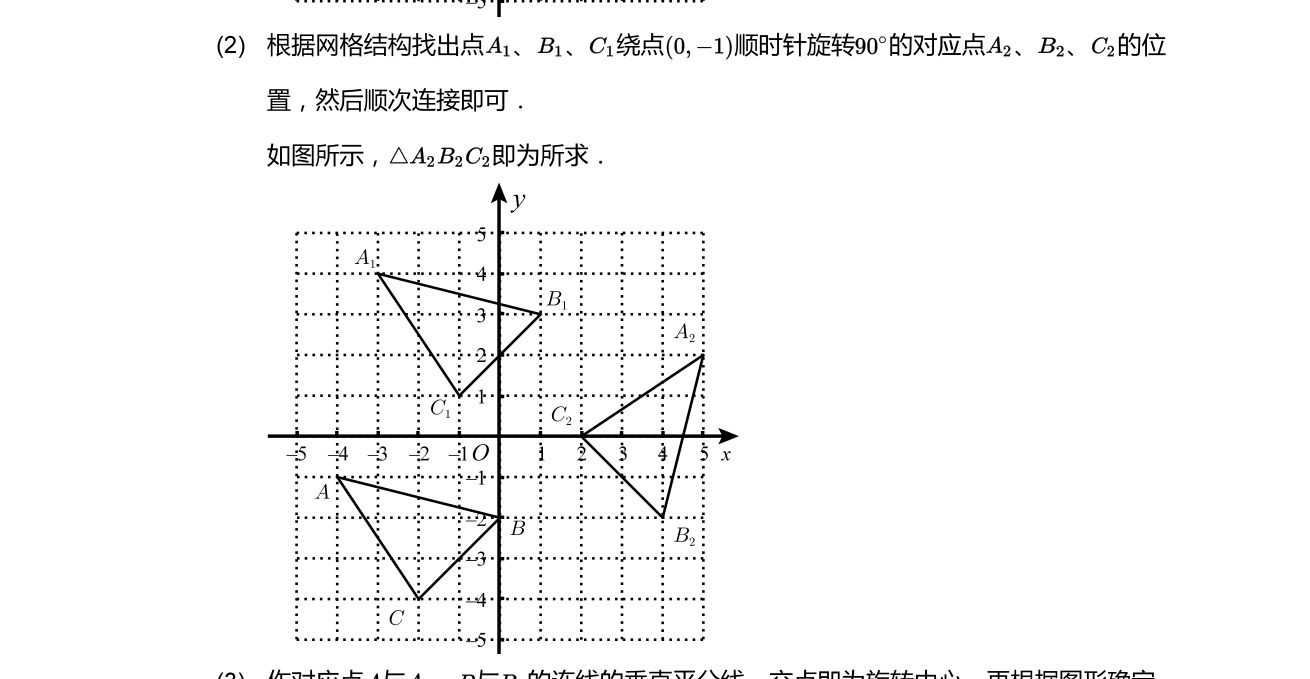 (2) 根据网格结构找出点A₁、B₁、C₁绕点(0,−1)顺时针旋转90°的对应点A₂、B₂、C₂的位
置，然后顺次连接即可．
如图所示，△A₂B₂C₂即为所求．
y
5
A₁
4
B₁
3
A₂
2
C₁ 1
C₂
−5 −4 −3 −2 −1 O 1 2 3 4 5 x
−1
A
−2 B
B₂
−3
−4
C
−5